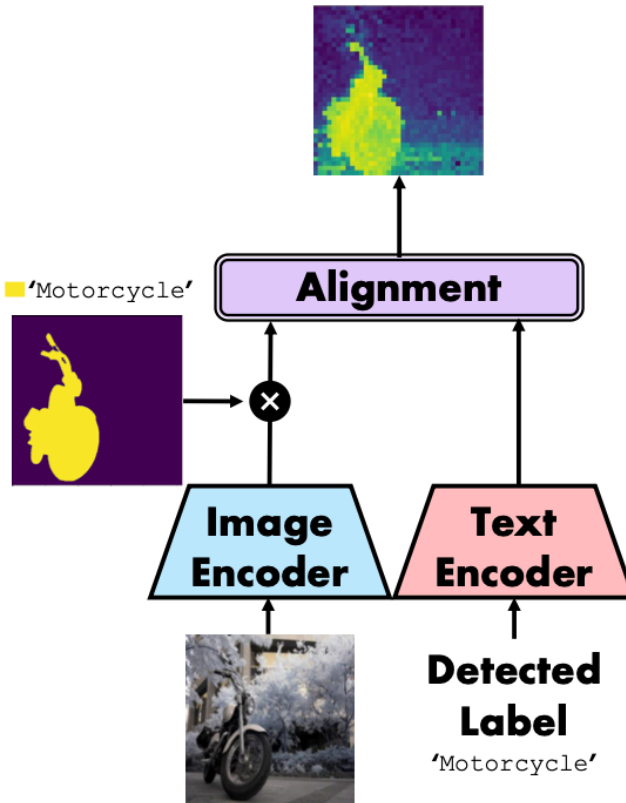 Alignment
'Motorcycle'
×
Image
Encoder
Text
Encoder
Detected
Label
'Motorcycle'